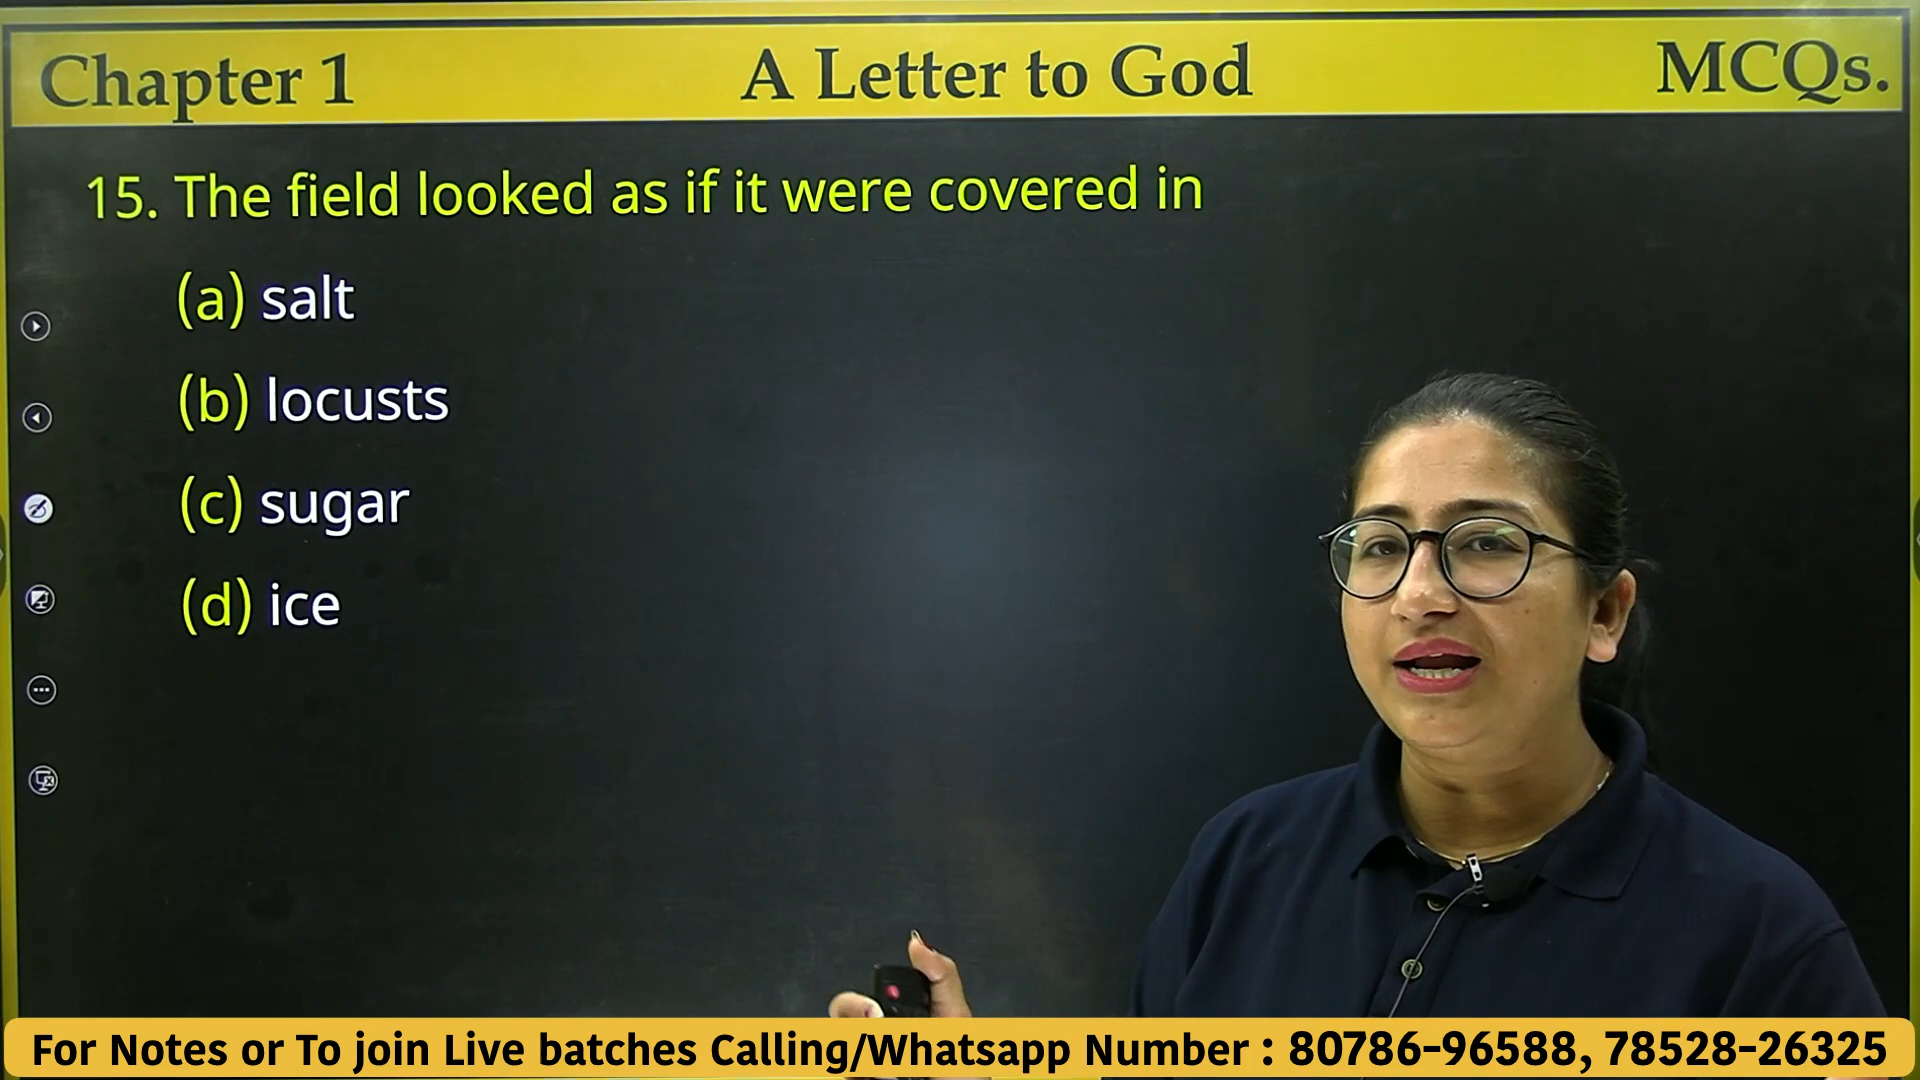 Chapter 1 A Letter to God MCQs.
15. The field looked as if it were covered in
(a) salt
(b) locusts
(c) sugar
(d) ice
For Notes or To join Live batches Calling/Whatsapp Number : 80786-96588, 78528-26325